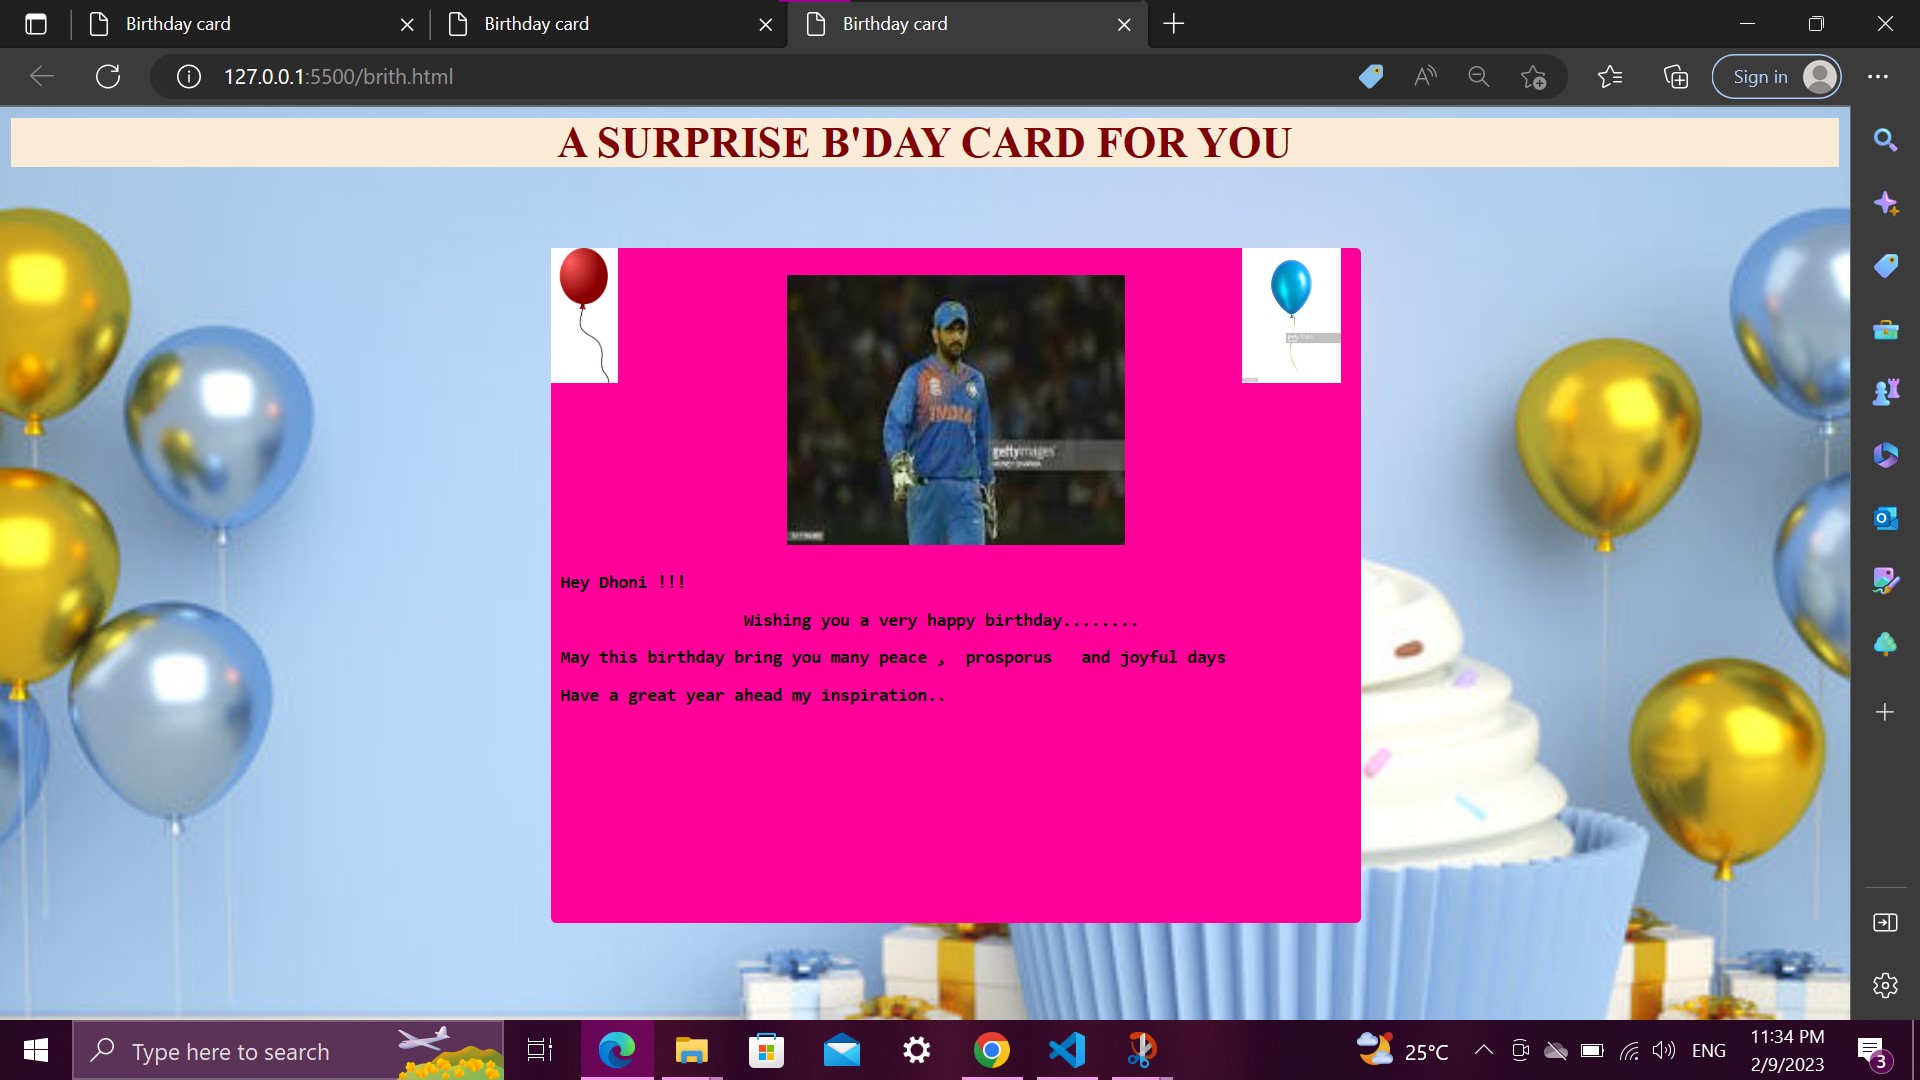 Birthday card
Birthday card
Birthday card
127.0.0.1:5500/brith.html
Sign in
A SURPRISE B'DAY CARD FOR YOU
INDIA
gettyimages
Hey Dhoni !!!
Wishing you a very happy birthday........
May this birthday bring you many peace , prosporus and joyful days
Have a great year ahead my inspiration..
Type here to search
25°C
ENG
11:34 PM
2/9/2023
3